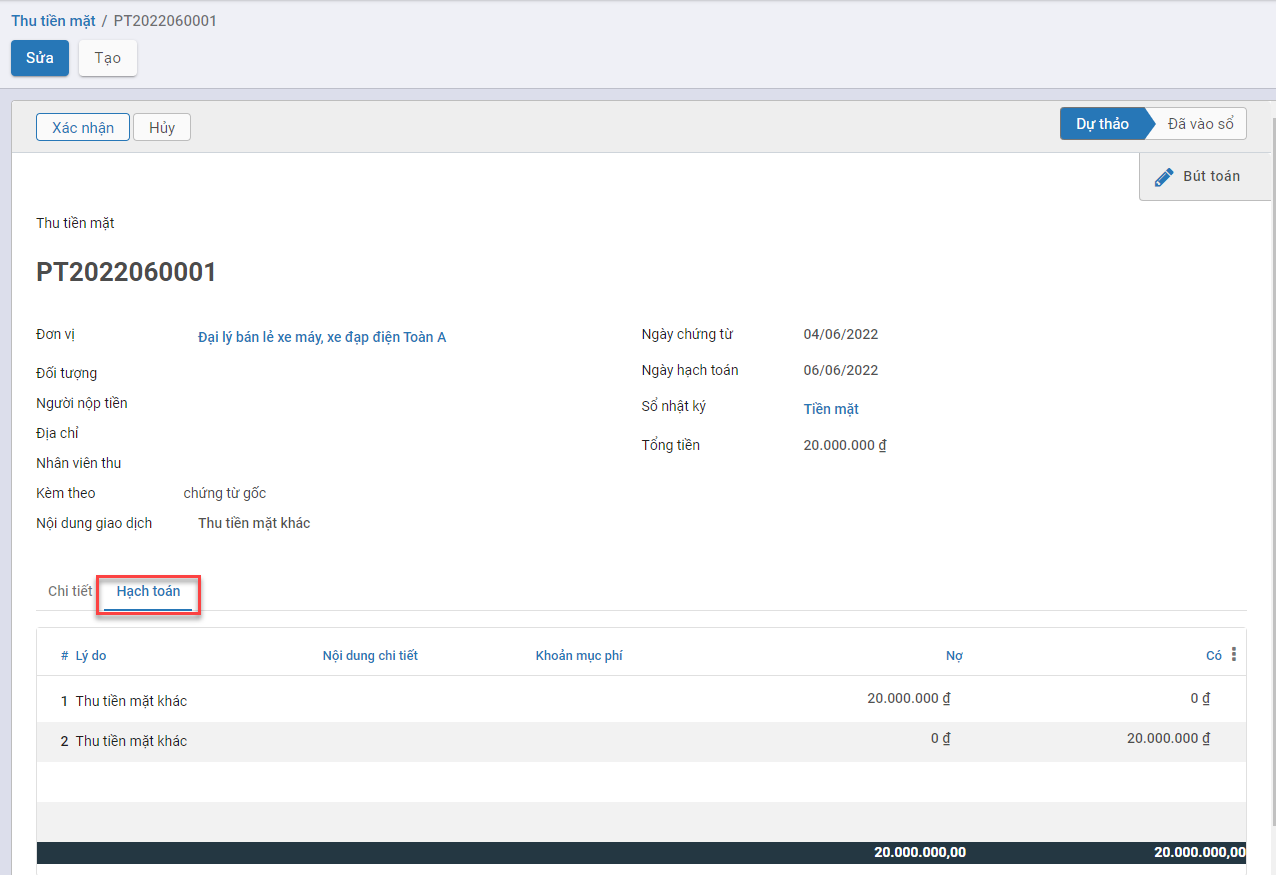 Thu tiền mặt / PT2022060001
Sửa Tạo
Xác nhận Hủy Dự thảo Đã vào sổ
Bút toán
Thu tiền mặt
PT2022060001
Đơn vị Đại lý bán lẻ xe máy, xe đạp điện Toàn A
Đối tượng
Người nộp tiền
Địa chỉ
Nhân viên thu
Kèm theo chứng từ gốc
Nội dung giao dịch Thu tiền mặt khác
Ngày chứng từ 04/06/2022
Ngày hạch toán 06/06/2022
Sổ nhật ký Tiền mặt
Tổng tiền 20.000.000 ₫
Chi tiết Hạch toán
# Lý do Nội dung chi tiết Khoản mục phí Nợ Có
1 Thu tiền mặt khác 20.000.000 ₫ 0 ₫
2 Thu tiền mặt khác 0 ₫ 20.000.000 ₫
20.000.000,00 20.000.000,00